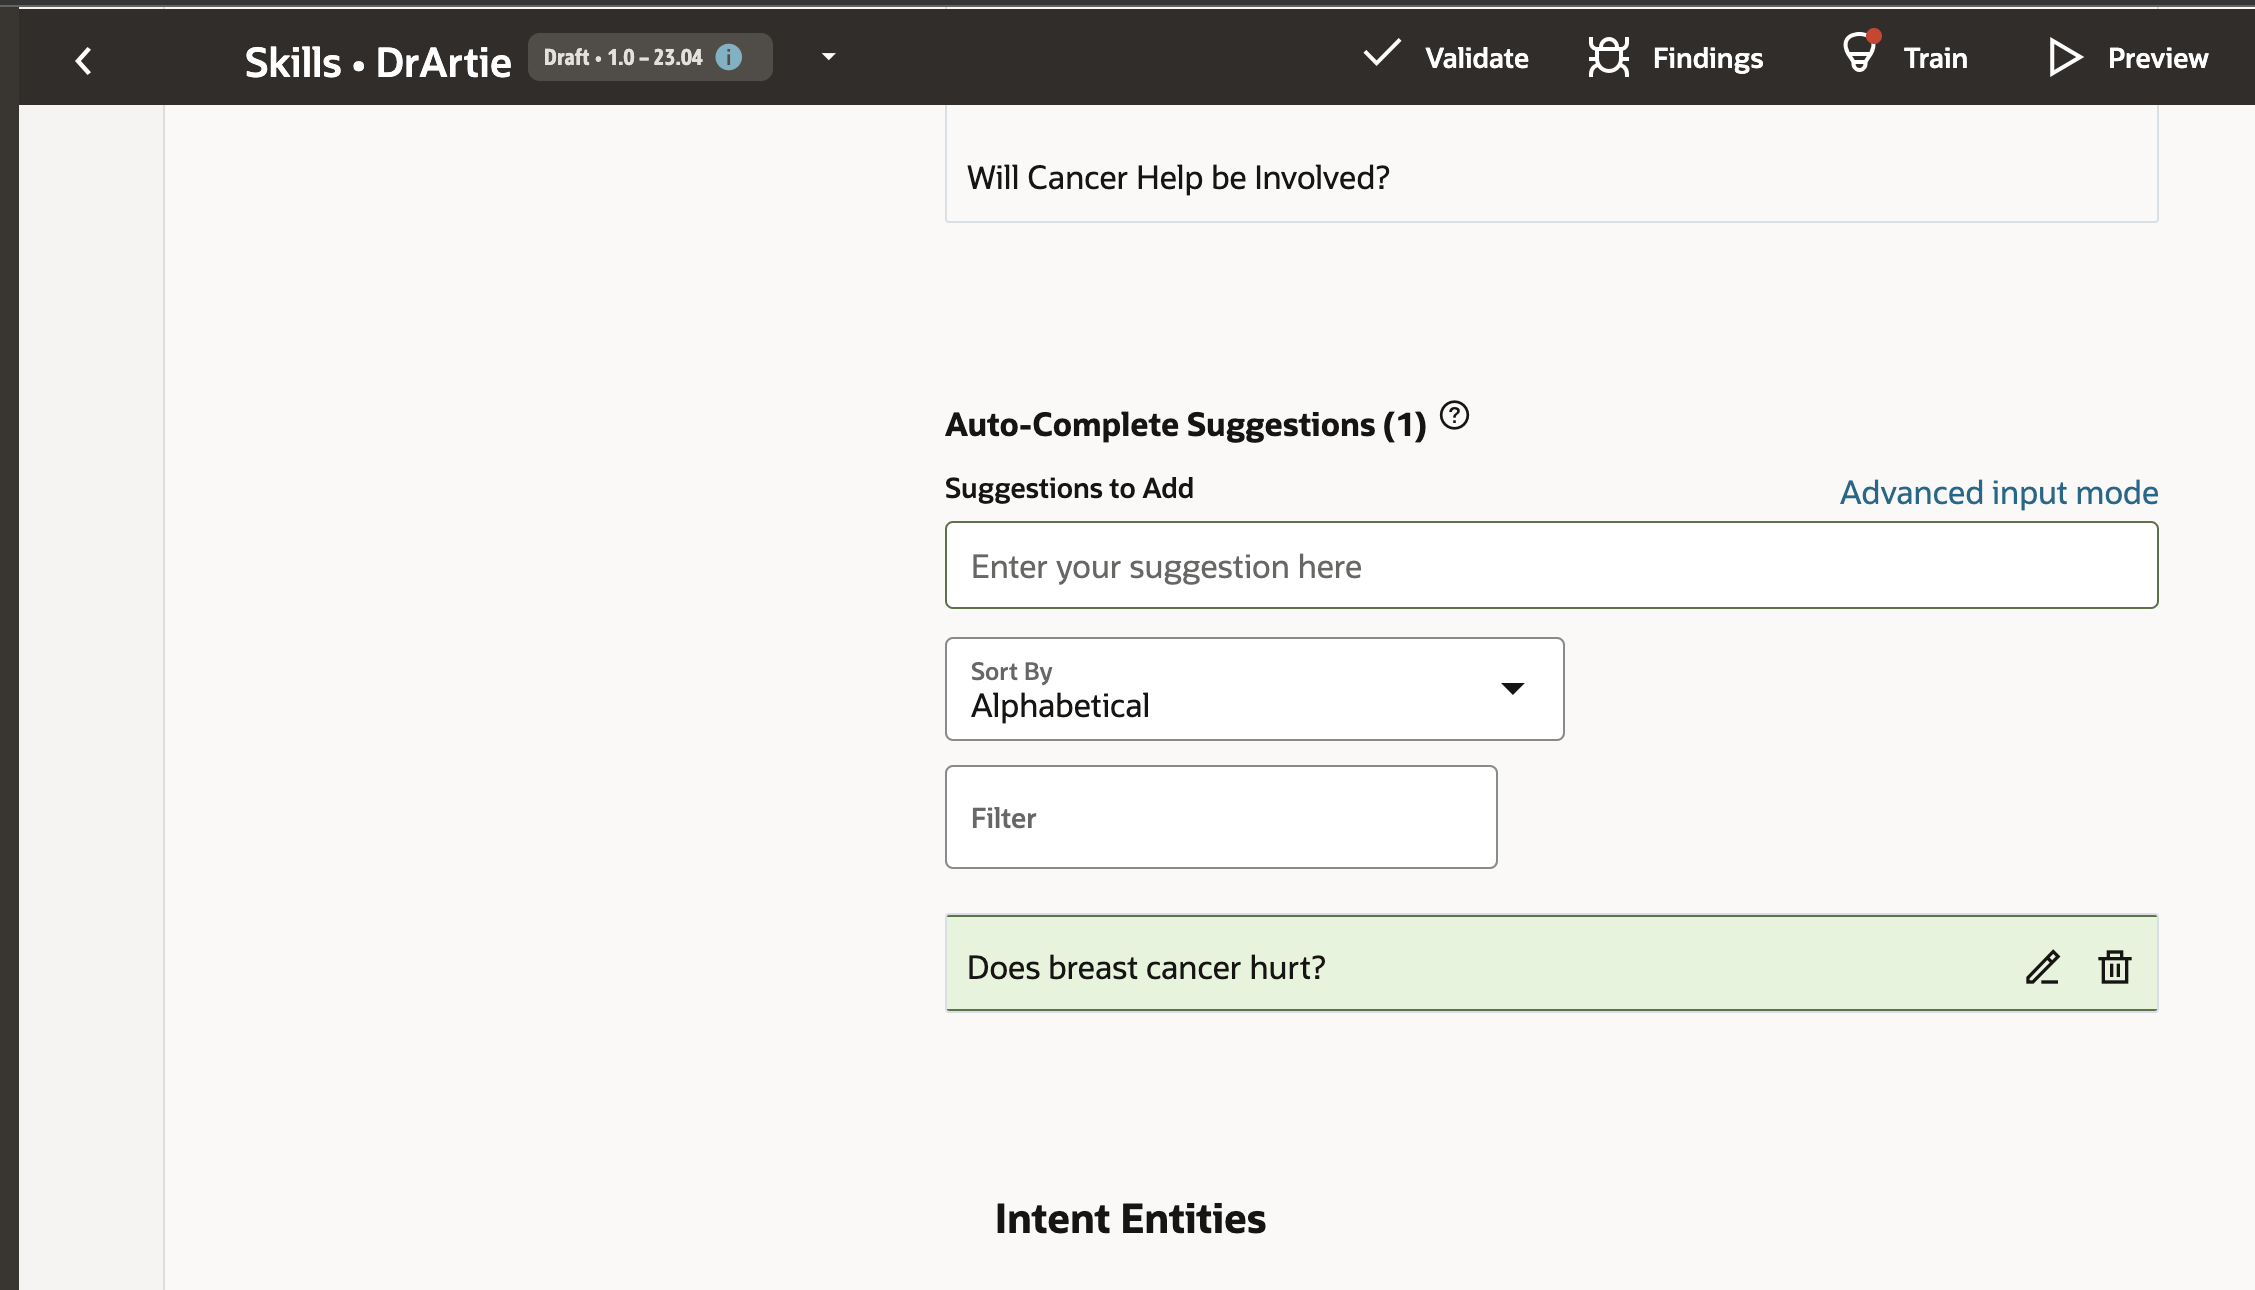 Skills • DrArtie
Draft • 1.0 – 23.04
Validate
Findings
Train
Preview
Will Cancer Help be Involved?
Auto-Complete Suggestions (1)
Suggestions to Add
Advanced input mode
Enter your suggestion here
Sort By
Alphabetical
Filter
Does breast cancer hurt?
Intent Entities